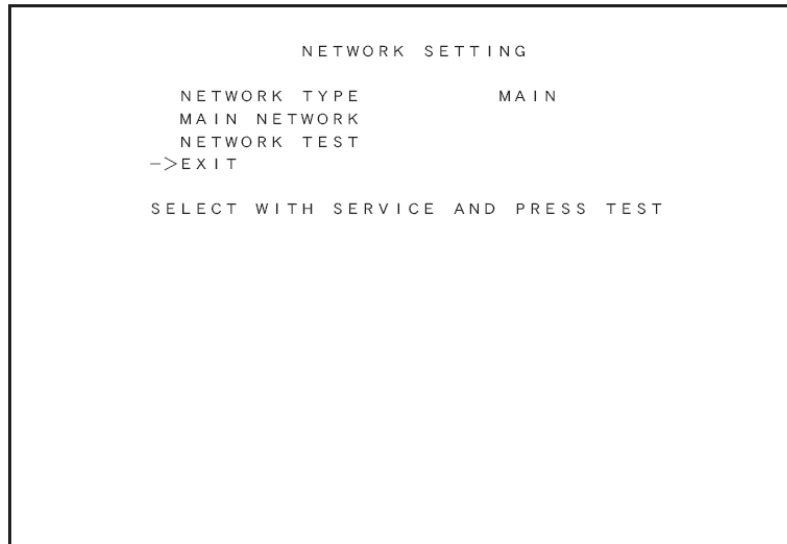 NETWORK SETTING
NETWORK TYPE MAIN
MAIN NETWORK
NETWORK TEST
->EXIT
SELECT WITH SERVICE AND PRESS TEST